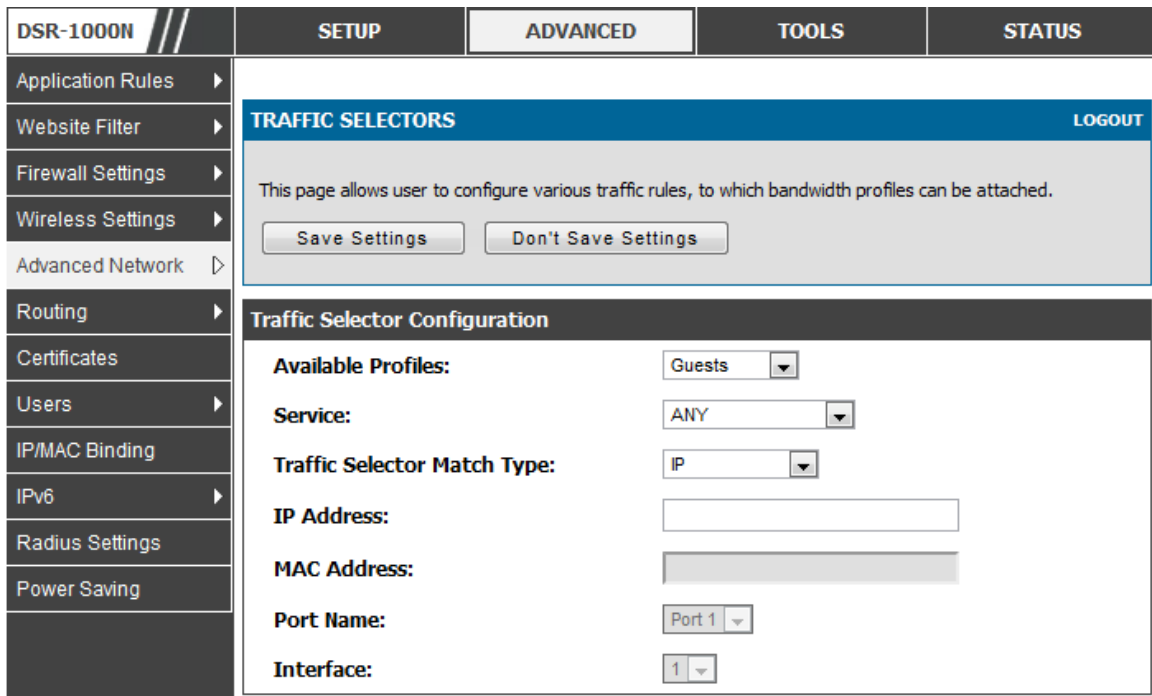 DSR-1000N
SETUP
ADVANCED
TOOLS
STATUS
Application Rules
Website Filter
Firewall Settings
Wireless Settings
Advanced Network
Routing
Certificates
Users
IP/MAC Binding
IPv6
Radius Settings
Power Saving
TRAFFIC SELECTORS
LOGOUT
This page allows user to configure various traffic rules, to which bandwidth profiles can be attached.
Save Settings
Don't Save Settings
Traffic Selector Configuration
Available Profiles: Guests
Service: ANY
Traffic Selector Match Type: IP
IP Address:
MAC Address:
Port Name: Port 1
Interface: 1